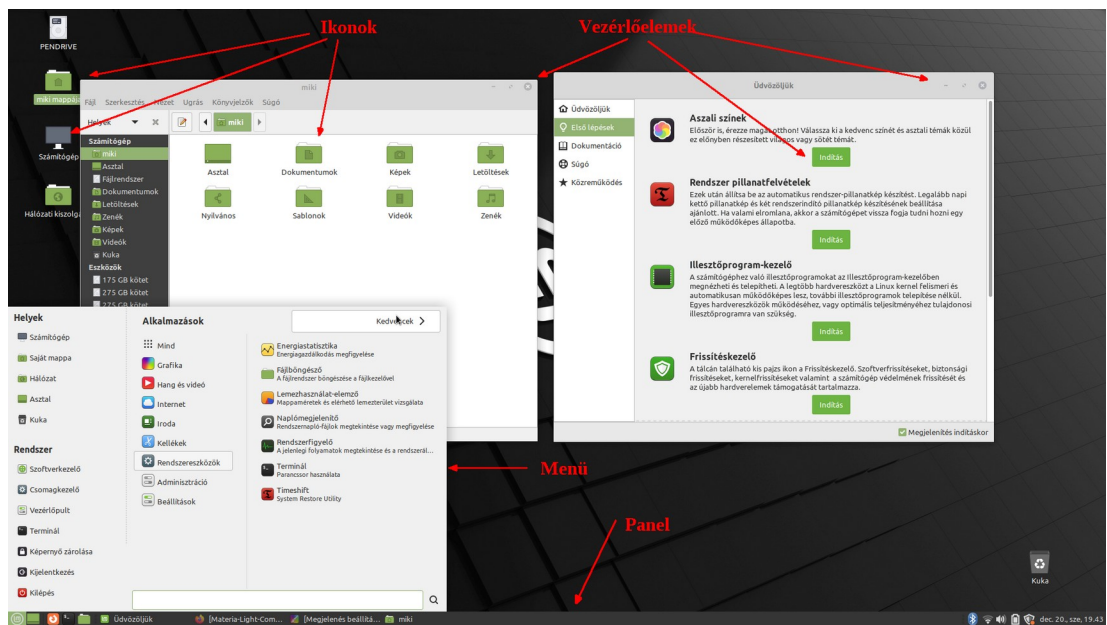 Ikonok
Vezérlőelemek
PENDRIVE
miki mappája
Számítógép
Hálózati kiszolgá
miki
Fájl Szerkesztés Nézet Ugrás Könyvjelzők Súgó
Helyek
miki
Számítógép
miki
Asztal
Fájlrendszer
Dokumentumok
Letöltések
Zenék
Képek
Videók
Kuka
Eszközök
175 GB kötet
275 GB kötet
275 GB kötet
Asztal Dokumentumok Képek Letöltések
Nyilvános Sablonok Videók Zenék
Üdvözöljük
Üdvözöljük
Első lépések
Dokumentáció
Súgó
Közreműködés
Aszali színek
Először is, érezze magát otthon! Válassza ki a kedvenc színét és asztali témák közül
ez előnyben részesített világos vagy sötét témát.
Indítás
Rendszer pillanatfelvételek
Ezek után állítsa be az automatikus rendszer-pillanatkép készítést. Legalább napi
kettő pillanatkép és két rendszerindító pillanatkép készítésének beállítása
ajánlott. Ha valami elromlana, akkor a számítógépet vissza fogja tudni hozni egy
előző működőképes állapotba.
Indítás
Illesztőprogram-kezelő
A számítógéphez való illesztőprogramokat az Illesztőprogram-kezelőben
megnézheti és telepítheti. A legtöbb hardvereszközt a Linux kernel felismeri és
automatikusan működőképes lesz, további illesztőprogramok telepítése nélkül.
Egyes hardvereszközök működéséhez, vagy optimális teljesítményéhez tulajdonosi
illesztőprogramra van szükség.
Indítás
Frissítéskezelő
A tálcán található kis pajzs ikon a Frissítéskezelő. Szoftverfrissítéseket, biztonsági
frissítéseket, kernelfrissítéseket valamint a számítógép védelmének frissítését és
az újabb hardverelemek támogatását tartalmazza.
Indítás
Megjelenítés indításkor
Helyek
Számítógép
Saját mappa
Hálózat
Asztal
Kuka
Rendszer
Szoftverkezelő
Csomagkezelő
Vezérlőpult
Terminál
Képernyő zárolása
Kijelentkezés
Kilépés
Alkalmazások
Kedvencek
Mind
Grafika
Hang és videó
Internet
Iroda
Kellékek
Rendszereszközök
Adminisztráció
Beállítások
Energiastatisztika
Energiagazdálkodás megfigyelése
Fájlböngésző
A fájlrendszer böngészése a fájlkezelővel
Lemezhasználat-elemző
Mappaméretek és elérhető lemezterület vizsgálata
Naplómegjelenítő
Rendszernapló-fájlok megtekintése vagy megfigyelése
Rendszerfigyelő
A jelenlegi folyamatok megtekintése és a rendszerál...
Terminál
Parancssor használata
Timeshift
System Restore Utility
Menü
Panel
Kuka
Üdvözöljük [Materia-Light-Com... [Megjelenés beállítá... miki dec. 20., sze, 19.43